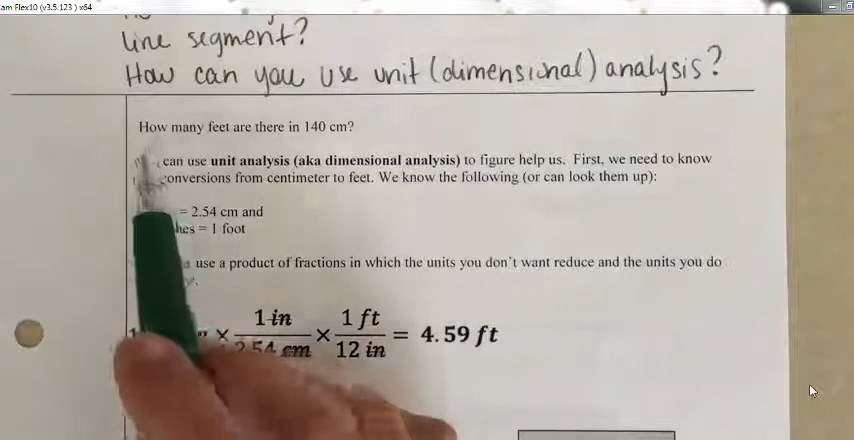 am Flex10 (v3.5.123 ) x64
line segment?
How can you use unit (dimensional) analysis?
How many feet are there in 140 cm?
can use unit analysis (aka dimensional analysis) to figure help us. First, we need to know
conversions from centimeter to feet. We know the following (or can look them up):
= 2.54 cm and
= 1 foot
use a product of fractions in which the units you don't want reduce and the units you do
× 1 in / 2.54 cm × 1 ft / 12 in = 4.59 ft